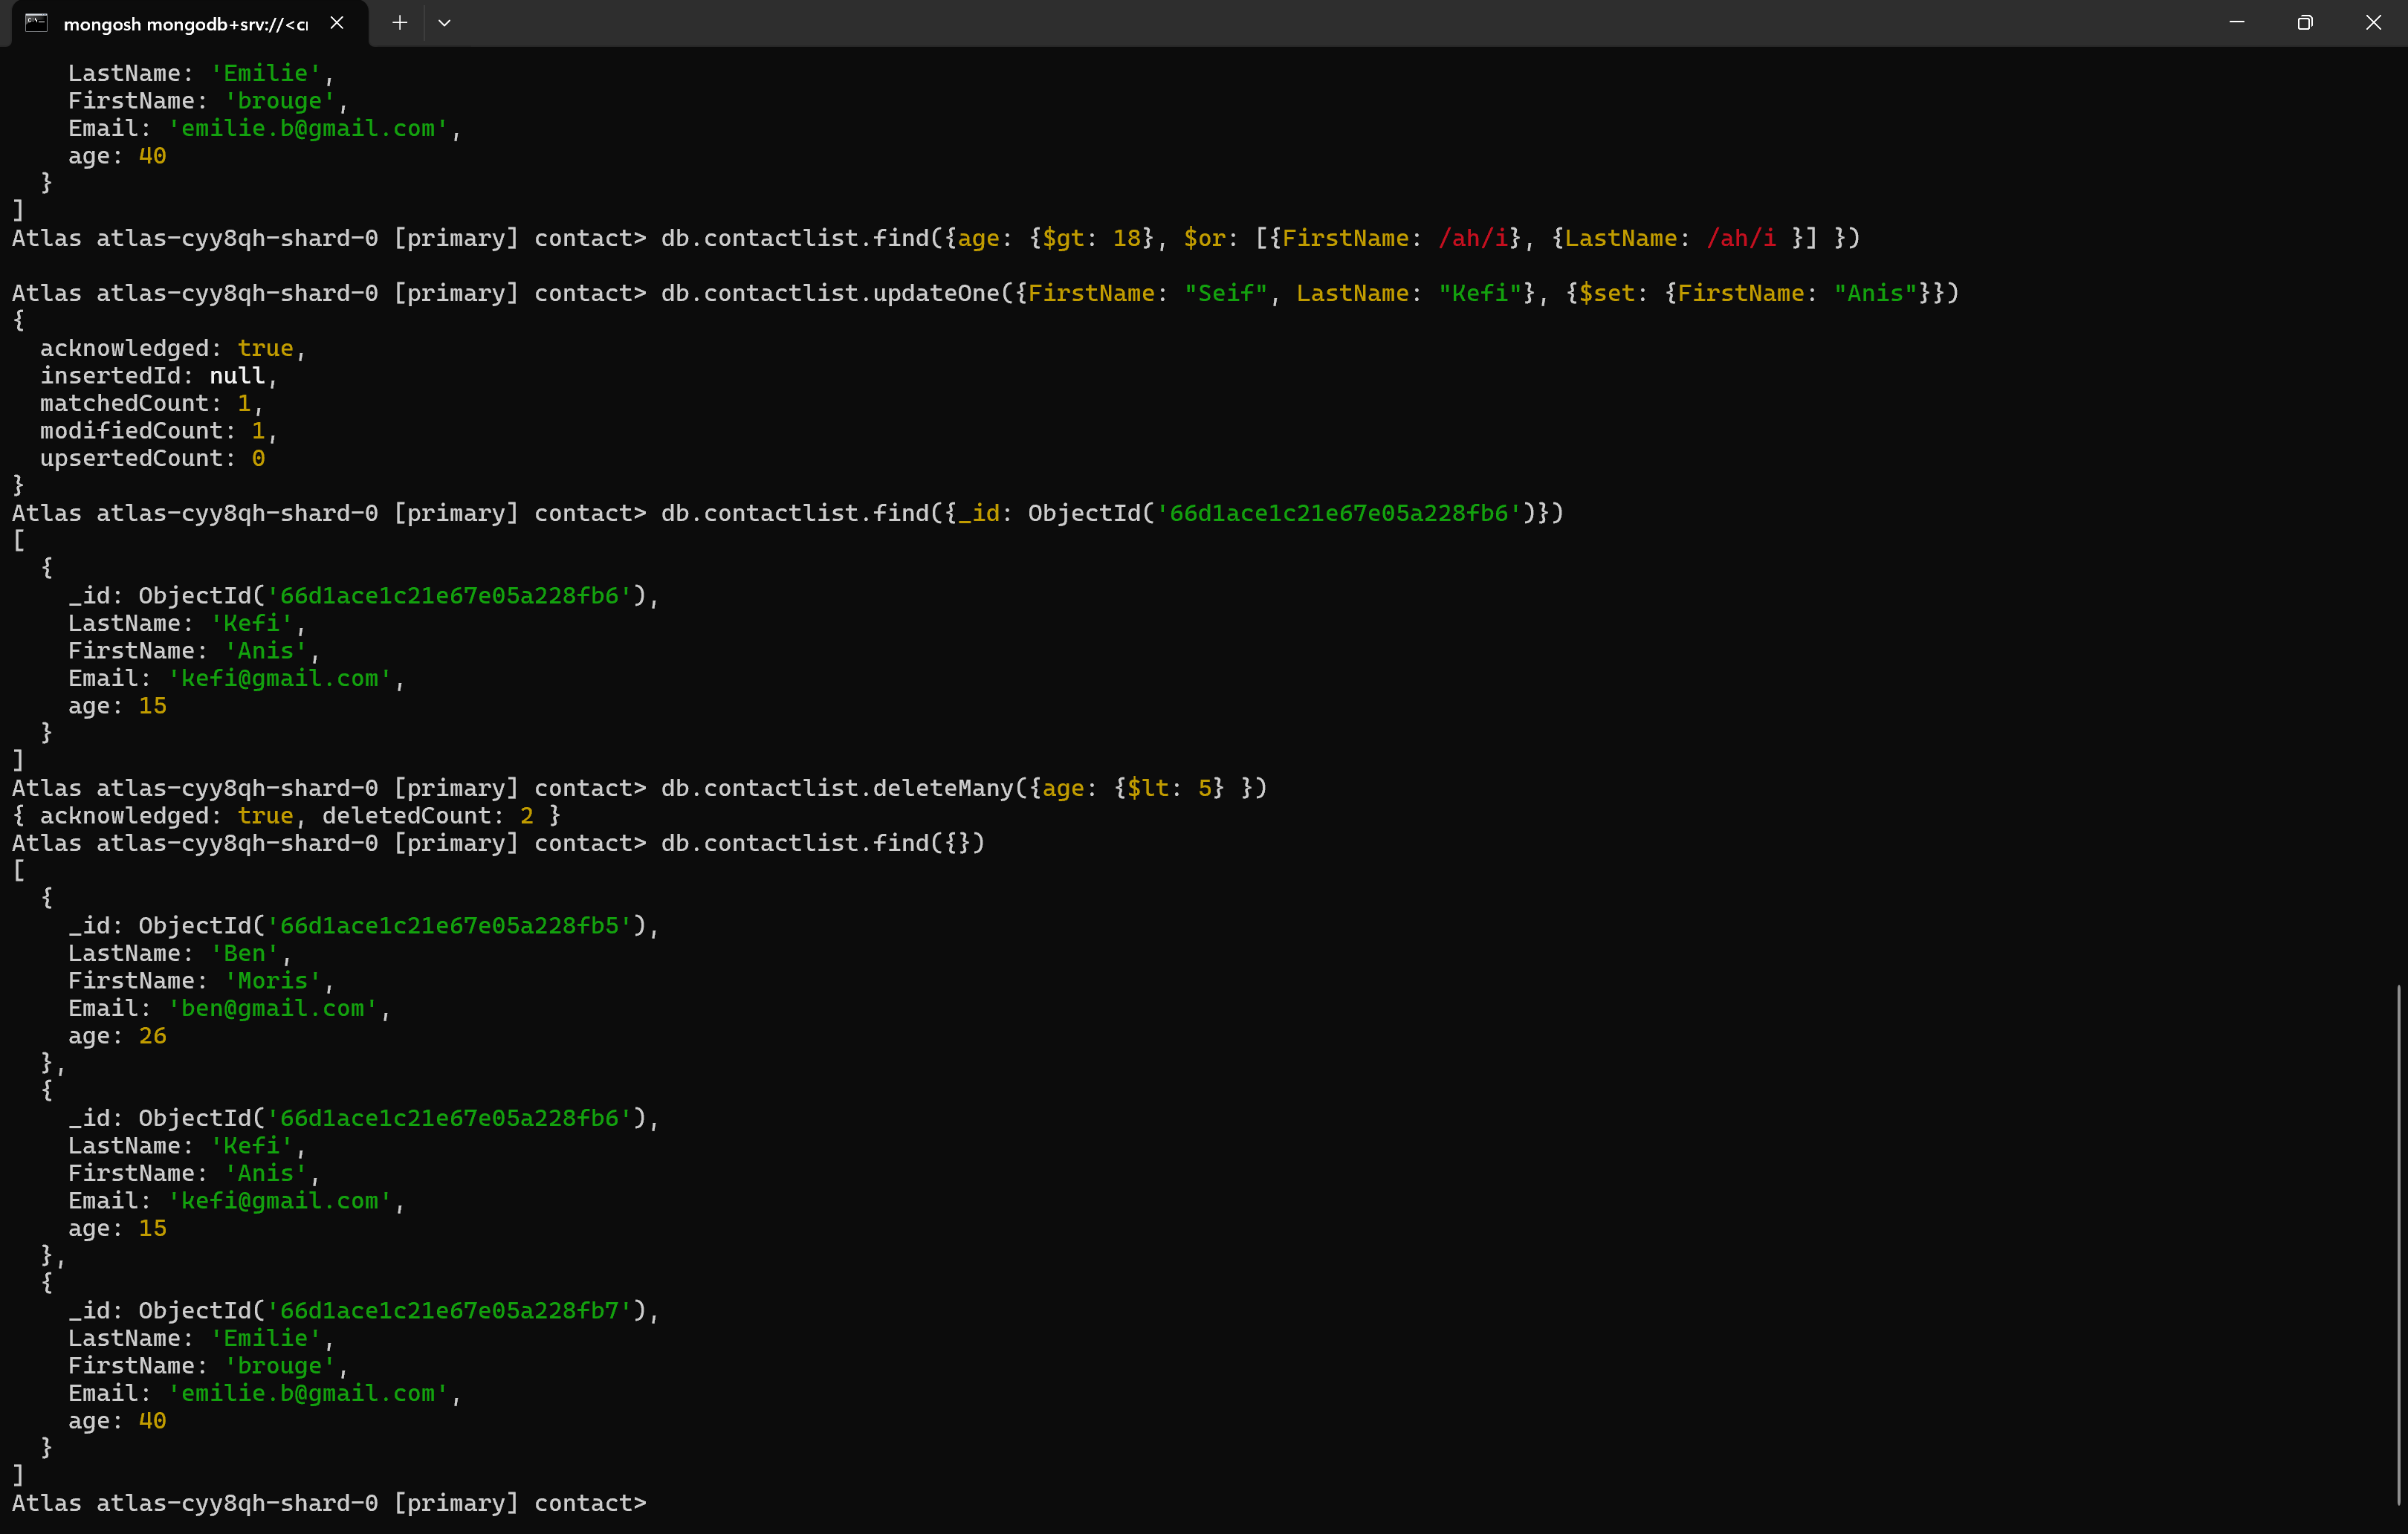 mongosh mongodb+srv://<c
    LastName: 'Emilie',
    FirstName: 'brouge',
    Email: 'emilie.b@gmail.com',
    age: 40
  }
]
Atlas atlas-cyy8qh-shard-0 [primary] contact> db.contactlist.find({age: {$gt: 18}, $or: [{FirstName: /ah/i}, {LastName: /ah/i }] })

Atlas atlas-cyy8qh-shard-0 [primary] contact> db.contactlist.updateOne({FirstName: "Seif", LastName: "Kefi"}, {$set: {FirstName: "Anis"}})
{
  acknowledged: true,
  insertedId: null,
  matchedCount: 1,
  modifiedCount: 1,
  upsertedCount: 0
}
Atlas atlas-cyy8qh-shard-0 [primary] contact> db.contactlist.find({_id: ObjectId('66d1ace1c21e67e05a228fb6')})
[
  {
    _id: ObjectId('66d1ace1c21e67e05a228fb6'),
    LastName: 'Kefi',
    FirstName: 'Anis',
    Email: 'kefi@gmail.com',
    age: 15
  }
]
Atlas atlas-cyy8qh-shard-0 [primary] contact> db.contactlist.deleteMany({age: {$lt: 5} })
{ acknowledged: true, deletedCount: 2 }
Atlas atlas-cyy8qh-shard-0 [primary] contact> db.contactlist.find({})
[
  {
    _id: ObjectId('66d1ace1c21e67e05a228fb5'),
    LastName: 'Ben',
    FirstName: 'Moris',
    Email: 'ben@gmail.com',
    age: 26
  },
  {
    _id: ObjectId('66d1ace1c21e67e05a228fb6'),
    LastName: 'Kefi',
    FirstName: 'Anis',
    Email: 'kefi@gmail.com',
    age: 15
  },
  {
    _id: ObjectId('66d1ace1c21e67e05a228fb7'),
    LastName: 'Emilie',
    FirstName: 'brouge',
    Email: 'emilie.b@gmail.com',
    age: 40
  }
]
Atlas atlas-cyy8qh-shard-0 [primary] contact>